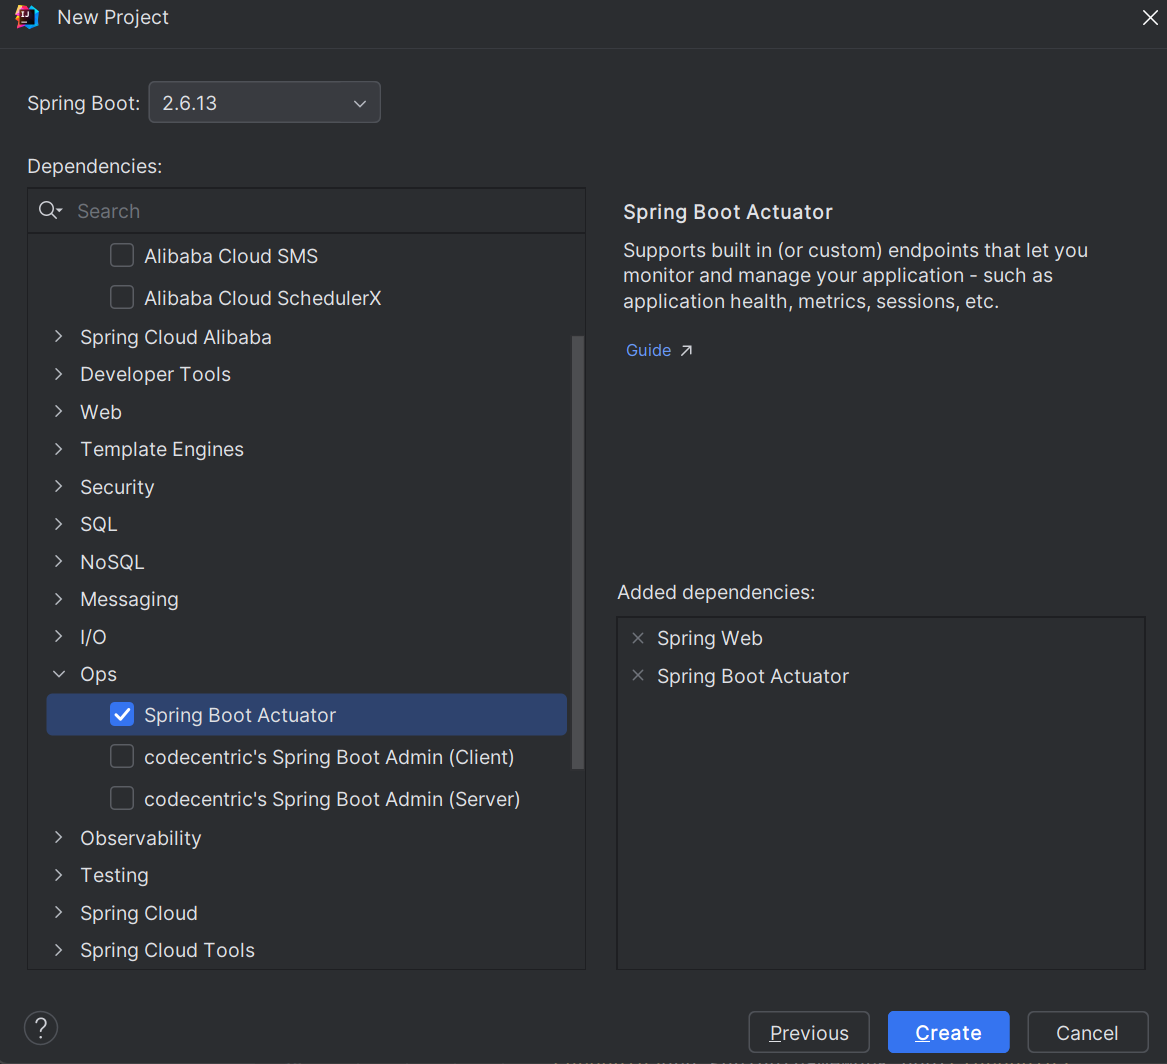 New Project
Spring Boot: 2.6.13
Dependencies:
Search
Alibaba Cloud SMS
Alibaba Cloud SchedulerX
Spring Cloud Alibaba
Developer Tools
Web
Template Engines
Security
SQL
NoSQL
Messaging
I/O
Ops
Spring Boot Actuator
codecentric's Spring Boot Admin (Client)
codecentric's Spring Boot Admin (Server)
Observability
Testing
Spring Cloud
Spring Cloud Tools
Spring Boot Actuator
Supports built in (or custom) endpoints that let you
monitor and manage your application - such as
application health, metrics, sessions, etc.
Guide
Added dependencies:
Spring Web
Spring Boot Actuator
?
Previous
Create
Cancel